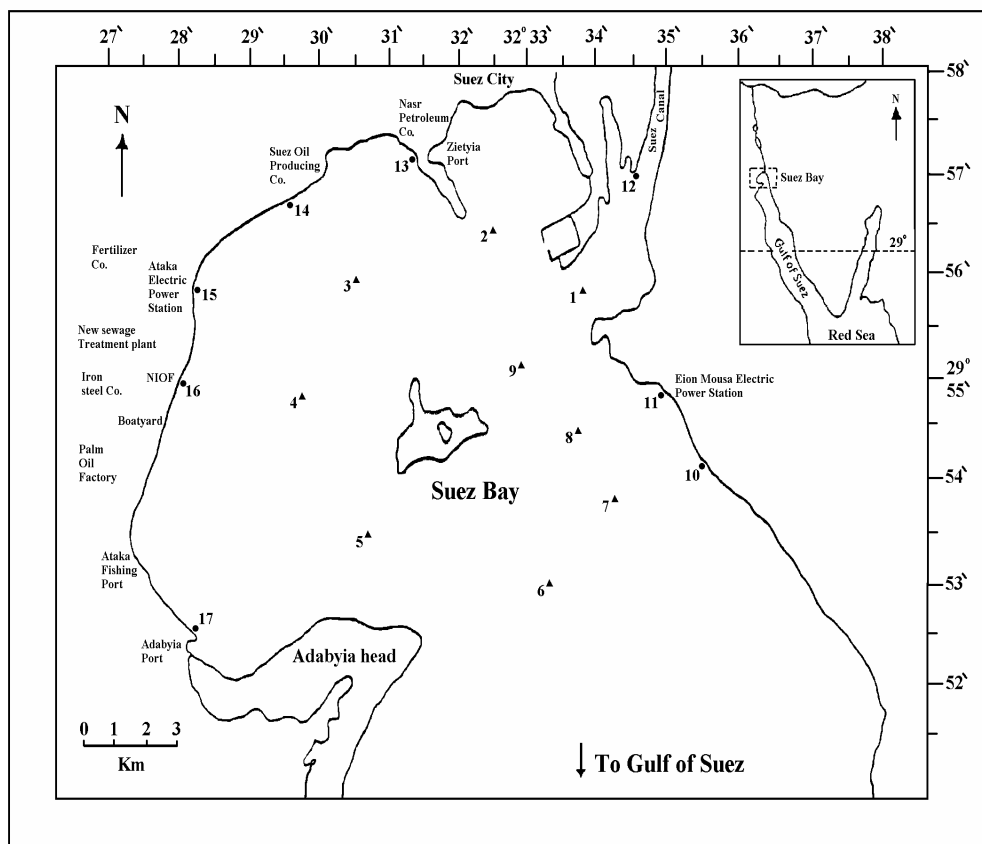 27' 28' 29' 30' 31' 32' 32° 33' 34' 35' 36' 37' 38'
58'
57'
56'
29°
55'
54'
53'
52'
N
Suez City
Nasr
Petroleum
Co.
Zietyia
Port
Suez Canal
Suez Oil
Producing
Co.
13
12
14
2
Fertilizer
Co.
Ataka
Electric
Power
Station
15
3
1
New sewage
Treatment plant
Iron
steel Co.
NIOF
16
9
4
Eion Mousa Electric
Power Station
11
Boatyard
8
Palm
Oil
Factory
10
Suez Bay
7
5
Ataka
Fishing
Port
6
17
Adabyia
Port
Adabyia head
0 1 2 3
Km
To Gulf of Suez
N
Suez Bay
29°
Gulf of Suez
Red Sea